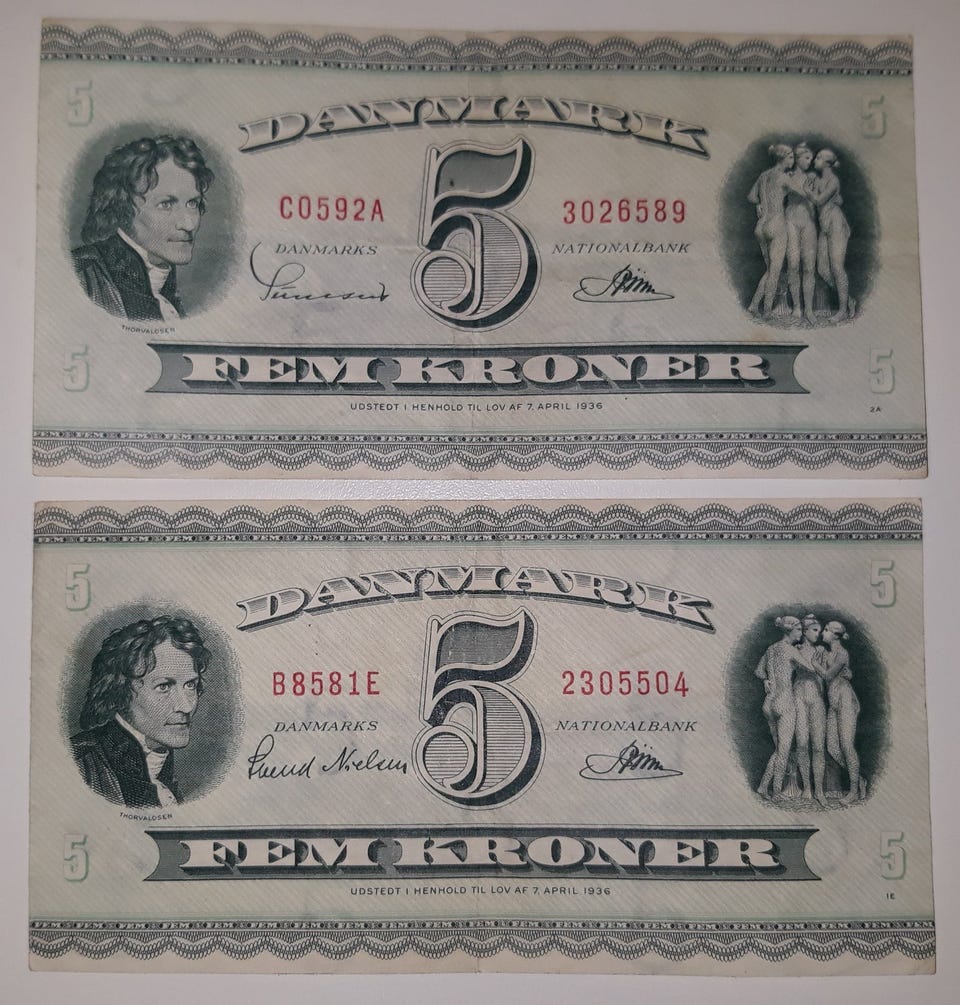 5 5
DANMARK
5
C0592A 3026589
DANMARKS NATIONALBANK
THORVALDSEN
5 5
FEM KRONER
UDSTEDT I HENHOLD TIL LOV AF 7. APRIL 1936
2A
5 5
DANMARK
5
B8581E 2305504
DANMARKS NATIONALBANK
Svend Nielsen
THORVALDSEN
5 5
FEM KRONER
UDSTEDT I HENHOLD TIL LOV AF 7. APRIL 1936
1E